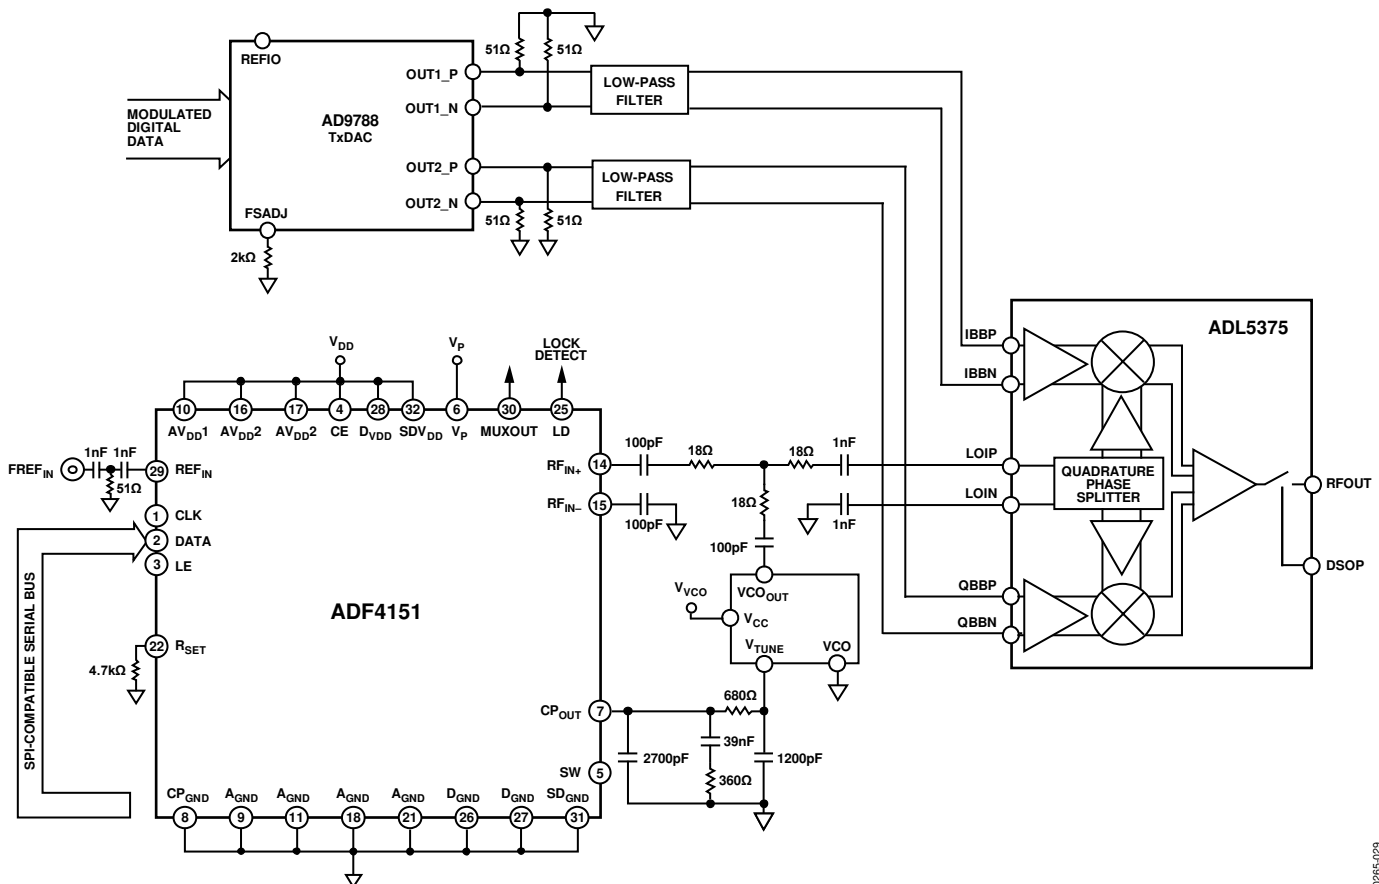 REFIO
MODULATED
DIGITAL
DATA
AD9788
TxDAC
FSADJ
2kΩ
OUT1_P
OUT1_N
OUT2_P
OUT2_N
51Ω
51Ω
51Ω
51Ω
LOW-PASS
FILTER
LOW-PASS
FILTER
ADL5375
IBBP
IBBN
LOIP
LOIN
QUADRATURE
PHASE
SPLITTER
QBBP
QBBN
RFOUT
DSOP
VDD
VP
LOCK
DETECT
10
16
17
4
28
32
6
30
25
AVDD1
AVDD2
AVDD2
CE
DVDD
SDVDD
VP
MUXOUT
LD
FREFIN
1nF
1nF
51Ω
29
REFIN
1
CLK
2
DATA
3
LE
SPI-COMPATIBLE SERIAL BUS
ADF4151
22
RSET
4.7kΩ
RFIN+
14
RFIN–
15
100pF
100pF
18Ω
18Ω
1nF
1nF
18Ω
100pF
VVCO
VCOOUT
VCC
VTUNE
VCO
CPOUT
7
680Ω
2700pF
39nF
360Ω
1200pF
SW
5
CPGND
AGND
AGND
AGND
AGND
DGND
DGND
SDGND
8
9
11
18
21
26
27
31